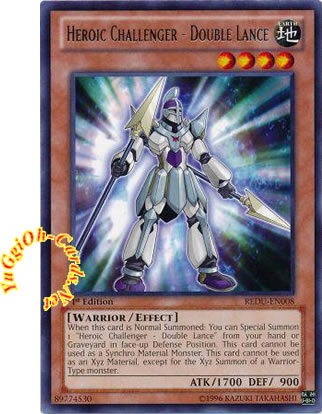 HEROIC CHALLENGER - DOUBLE LANCE
EARTH
地
YuGgiOh-Cards.Net
1st Edition
REDU-EN008
[WARRIOR / EFFECT]
When this card is Normal Summoned: You can Special Summon
1 "Heroic Challenger - Double Lance" from your hand or
Graveyard in face-up Defense Position. This card cannot be
used as a Synchro Material Monster. This card cannot be used
as an Xyz Material, except for the Xyz Summon of a Warrior-
Type monster.
ATK/1700 DEF/ 900
89774530
©1996 KAZUKI TAKAHASHI